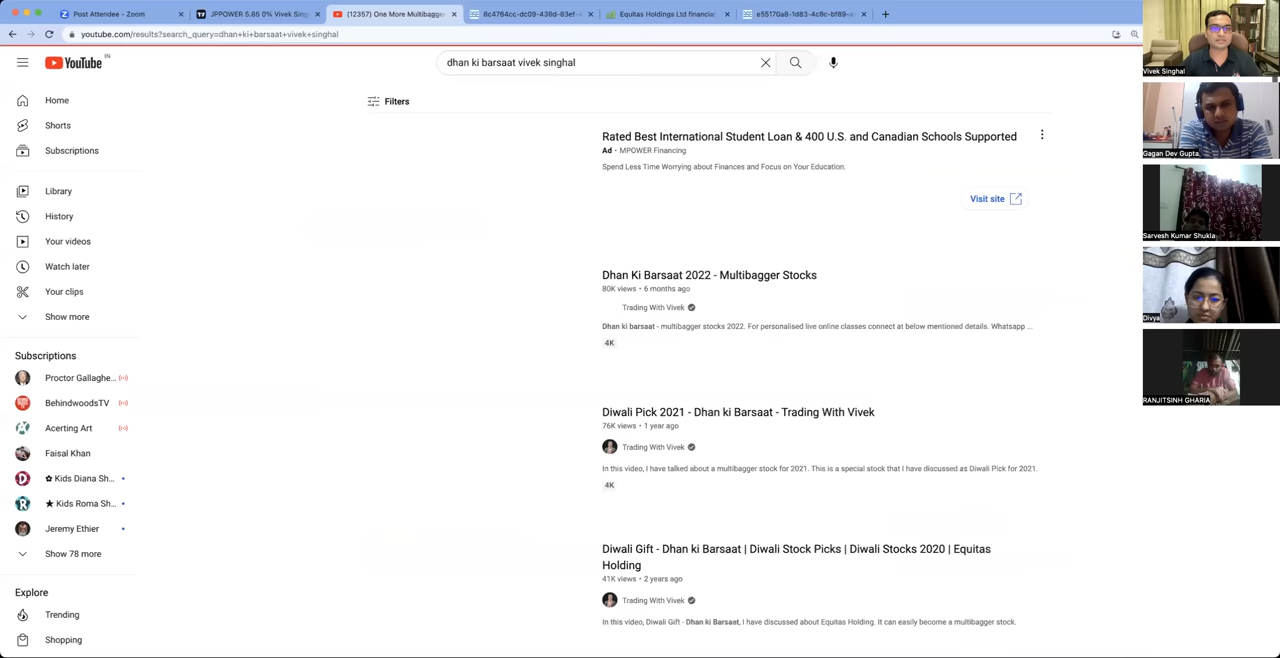 Post Attendee - Zoom
JPPOWER 5.85 0% Vivek Sing
(12357) One More Multibagge
8c4764cc-dc09-436d-83ef-
Equitas Holdings Ltd financial
youtube.com/results?search_query=dhan+ki+barsaat+vivek+singhal
YouTube IN
dhan ki barsaat vivek singhal
Vivek Singhal
Home
Filters
Shorts
Rated Best International Student Loan & 400 U.S. and Canadian Schools Supported
Subscriptions
Ad · MPOWER Financing
Spend Less Time Worrying about Finances and Focus on Your Education.
Gagan Dev Gupta
Library
Visit site
History
Your videos
Sarvesh Kumar Shukla
Watch later
Dhan Ki Barsaat 2022 - Multibagger Stocks
80K views • 6 months ago
Your clips
Trading With Vivek
Show more
Divya
Dhan ki barsaat - multibagger stocks 2022. For personalised live online classes connect at below mentioned details. Whatsapp ...
4K
Subscriptions
Proctor Gallaghe...
BehindwoodsTV
RANJITSINH GHARIA
Diwali Pick 2021 - Dhan ki Barsaat - Trading With Vivek
76K views • 1 year ago
Acerting Art
Trading With Vivek
Faisal Khan
In this video, I have talked about a multibagger stock for 2021. This is a special stock that I have discussed as Diwali Pick for 2021.
4K
✿ Kids Diana Sh...
★ Kids Roma Sh...
Jeremy Ethier
Show 78 more
Diwali Gift - Dhan ki Barsaat | Diwali Stock Picks | Diwali Stocks 2020 | Equitas
Holding
41K views • 2 years ago
Explore
Trading With Vivek
Trending
In this video, Diwali Gift - Dhan ki Barsaat, I have discussed about Equitas Holding. It can easily become a multibagger stock.
Shopping